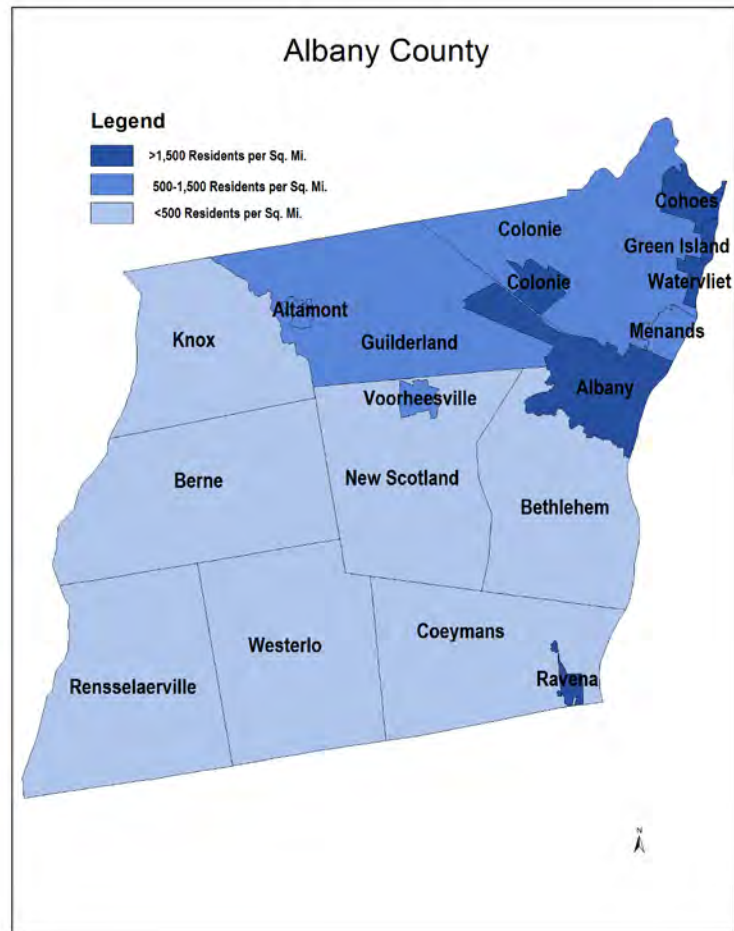 Albany County
Legend
>1,500 Residents per Sq. Mi.
500-1,500 Residents per Sq. Mi.
<500 Residents per Sq. Mi.
Cohoes
Colonie
Green Island
Colonie
Watervliet
Altamont
Menands
Knox
Guilderland
Albany
Voorheesville
Berne
New Scotland
Bethlehem
Coeymans
Westerlo
Ravena
Rensselaerville
N